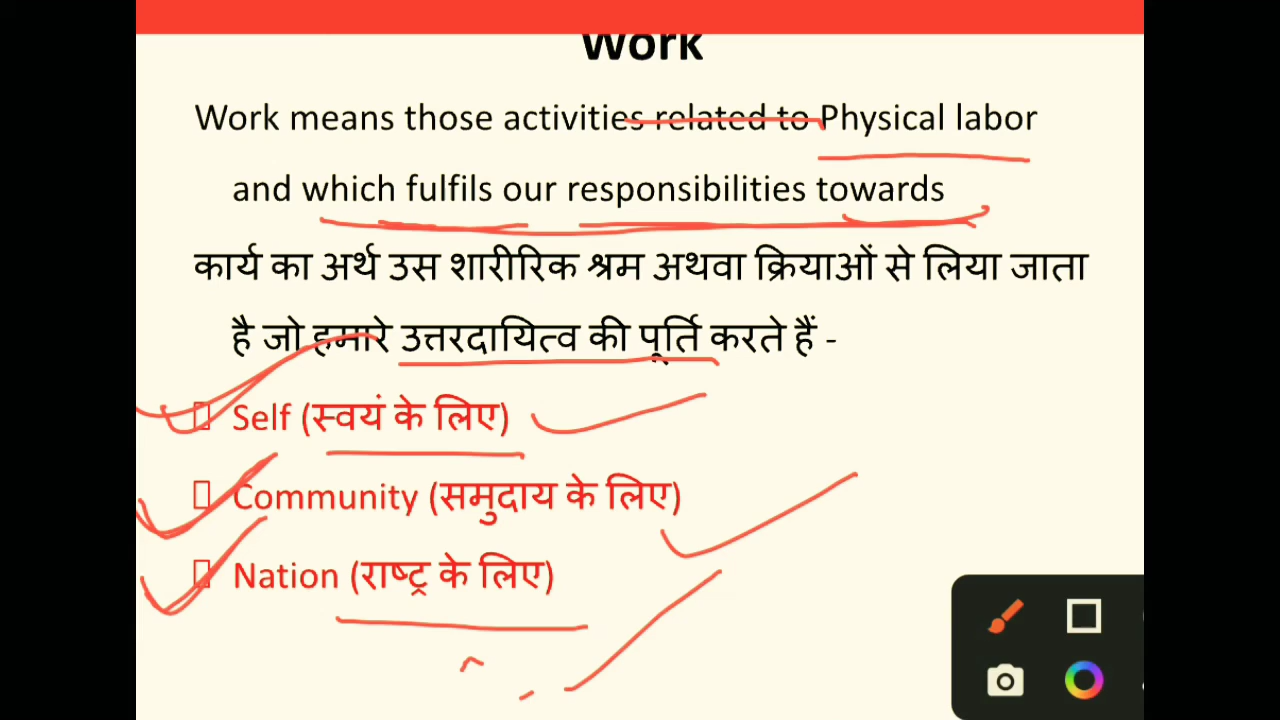 Work
Work means those activities related to Physical labor
and which fulfils our responsibilities towards
कार्य का अर्थ उस शारीरिक श्रम अथवा क्रियाओं से लिया जाता
है जो हमारे उत्तरदायित्व की पूर्ति करते हैं -
Self (स्वयं के लिए)
Community (समुदाय के लिए)
Nation (राष्ट्र के लिए)